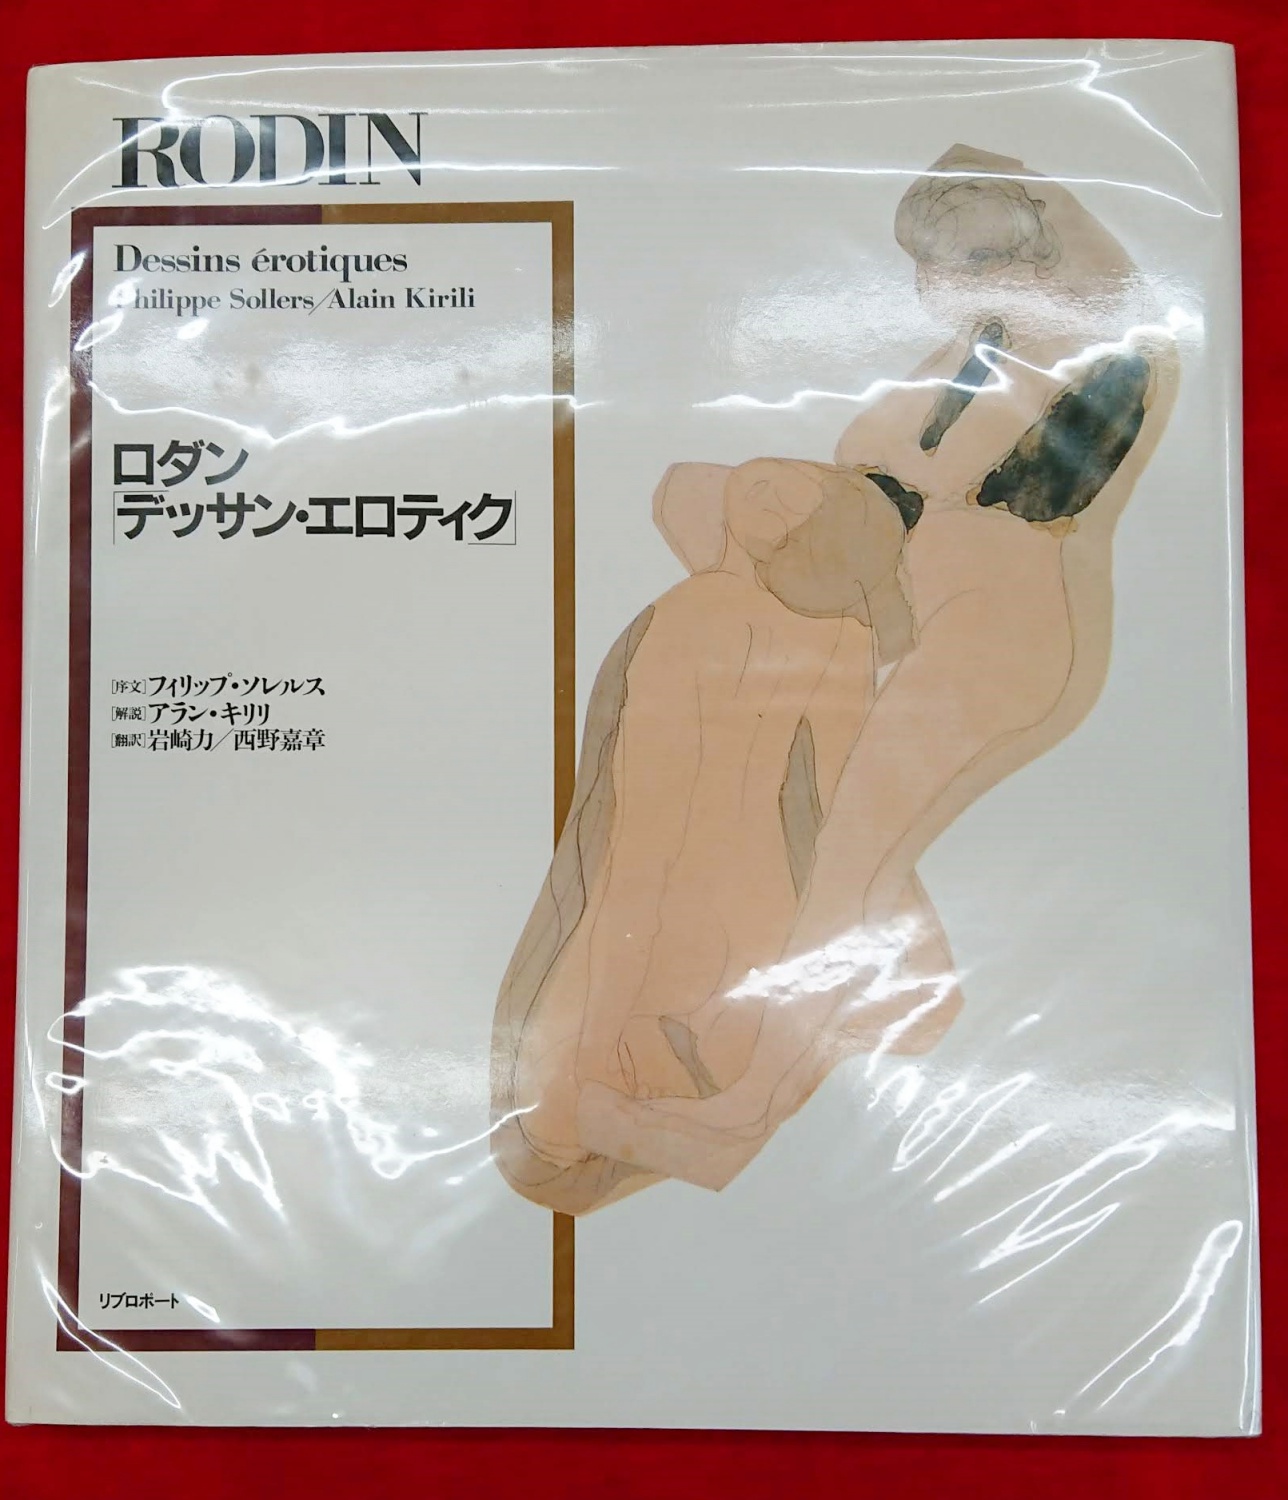 RODIN
Dessins érotiques
Philippe Sollers/Alain Kirili
ロダン
「デッサン・エロティク」
[序文]フィリップ・ソレルス
[解説]アラン・キリリ
[翻訳]岩崎力/西野嘉章
リブロポート